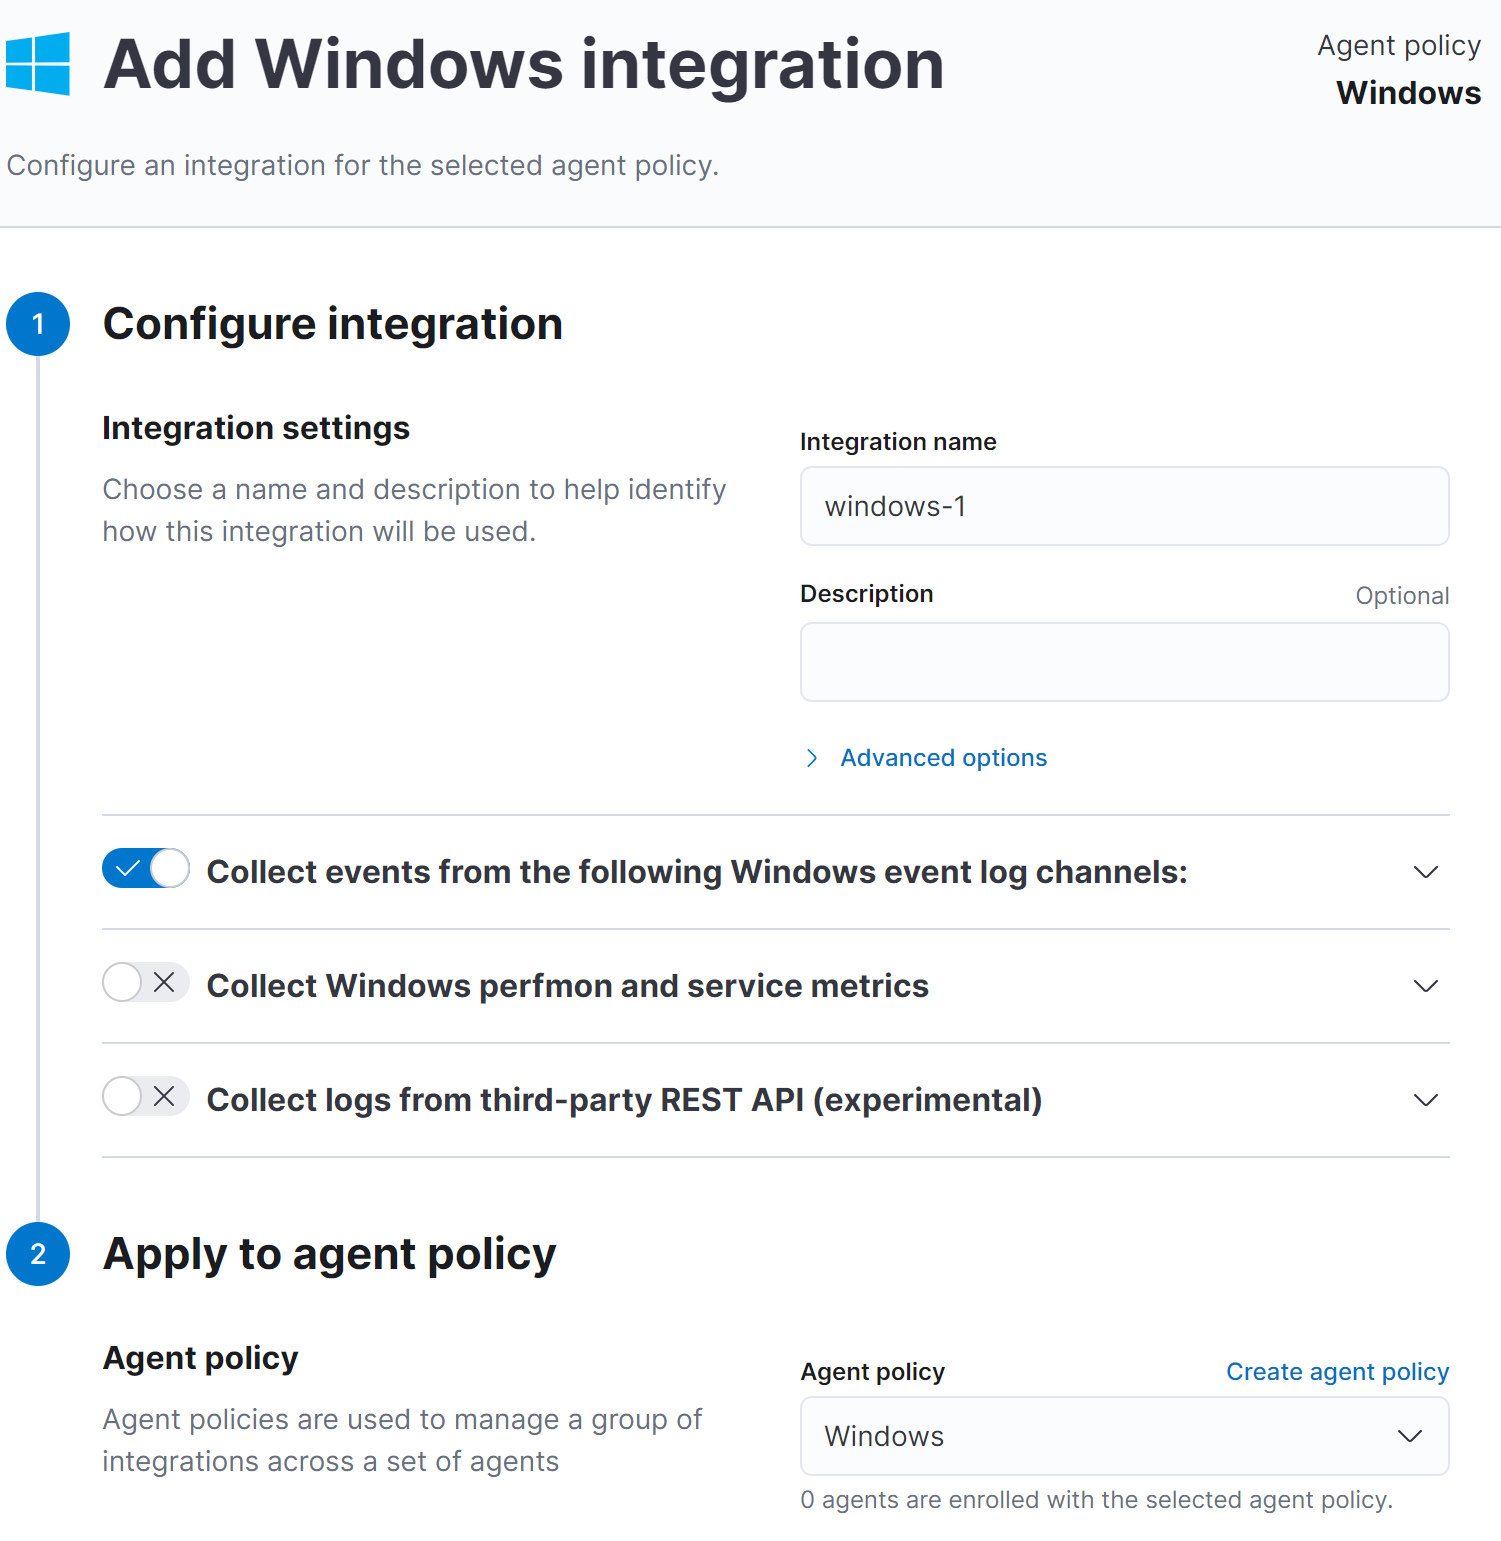 Add Windows integration
Agent policy
Windows
Configure an integration for the selected agent policy.
1
Configure integration
Integration settings
Choose a name and description to help identify
how this integration will be used.
Integration name
windows-1
Description
Optional
Advanced options
Collect events from the following Windows event log channels:
Collect Windows perfmon and service metrics
Collect logs from third-party REST API (experimental)
2
Apply to agent policy
Agent policy
Agent policies are used to manage a group of
integrations across a set of agents
Agent policy
Create agent policy
Windows
0 agents are enrolled with the selected agent policy.